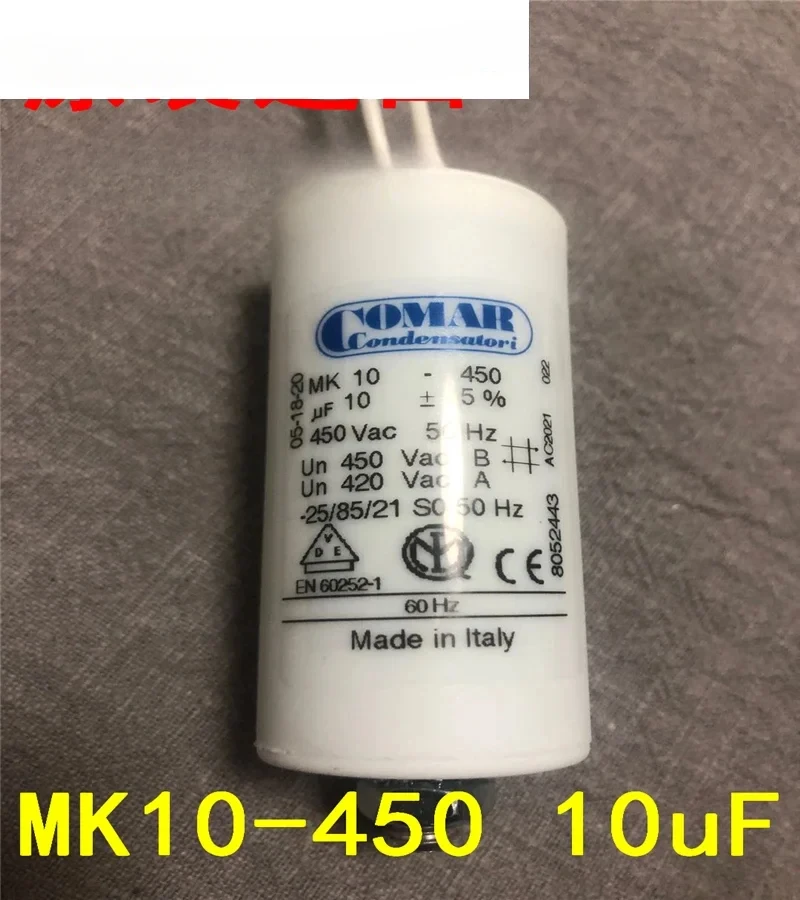 COMAR
Condensatori
MK 10 - 450
µF 10 ± 5 %
450 Vac 50 Hz
Un 450 Vac B
Un 420 Vac A
-25/85/21 S0 50 Hz
VDE
EN 60252-1
CE
60 Hz
Made in Italy
05-18-20
AC2021 022
8052443
MK10-450 10uF